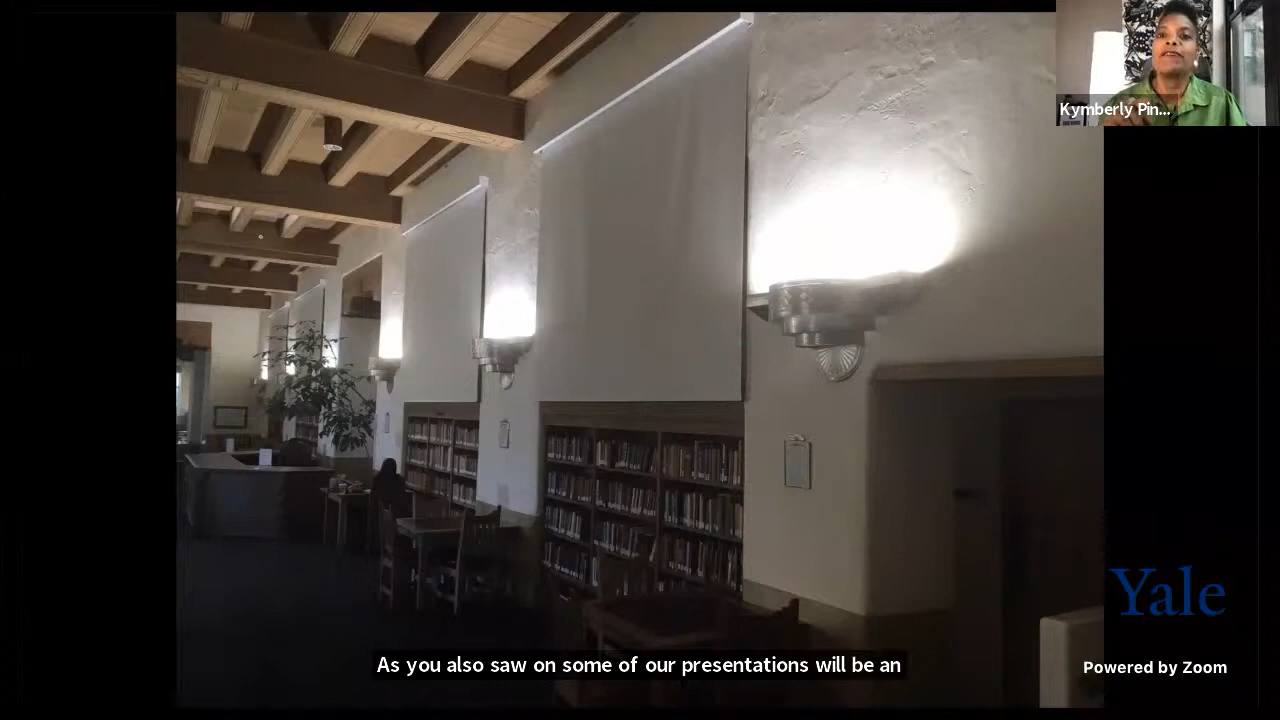 Kymberly Pin...
Yale
As you also saw on some of our presentations will be an
Powered by Zoom